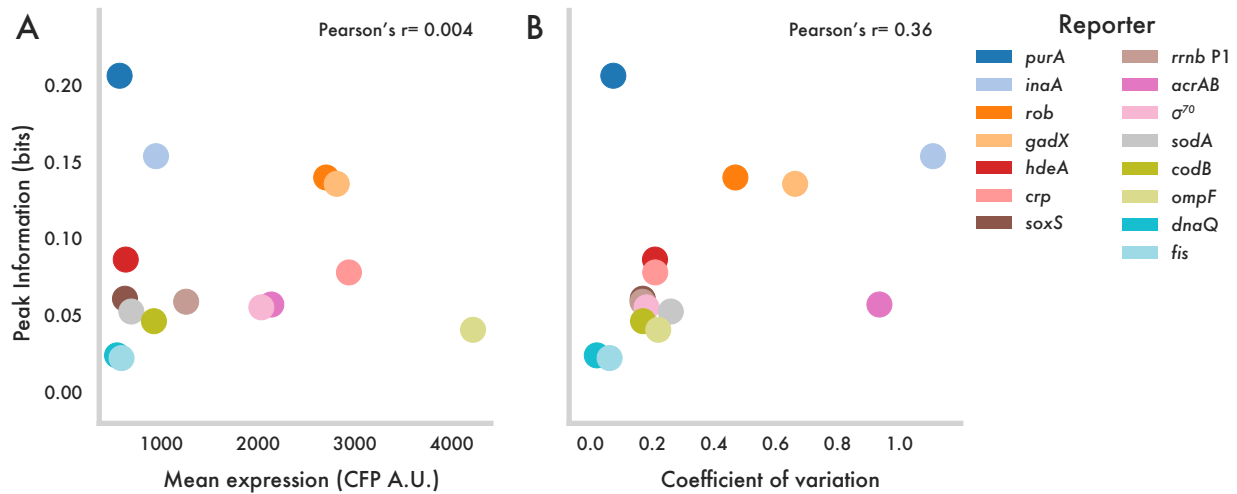 A
Pearson's r= 0.004
Peak Information (bits)
0.20
0.15
0.10
0.05
0.00
1000 2000 3000 4000
Mean expression (CFP A.U.)
B
Pearson's r= 0.36
0.0 0.2 0.4 0.6 0.8 1.0
Coefficient of variation
Reporter
purA
inaA
rob
gadX
hdeA
crp
soxS
rrnb P1
acrAB
σ⁷⁰
sodA
codB
ompF
dnaQ
fis